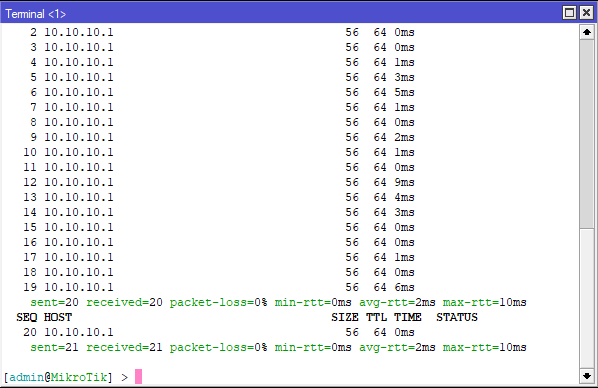 Terminal <1>
2 10.10.10.1 56 64 0ms
3 10.10.10.1 56 64 0ms
4 10.10.10.1 56 64 1ms
5 10.10.10.1 56 64 3ms
6 10.10.10.1 56 64 5ms
7 10.10.10.1 56 64 1ms
8 10.10.10.1 56 64 0ms
9 10.10.10.1 56 64 2ms
10 10.10.10.1 56 64 1ms
11 10.10.10.1 56 64 0ms
12 10.10.10.1 56 64 9ms
13 10.10.10.1 56 64 4ms
14 10.10.10.1 56 64 3ms
15 10.10.10.1 56 64 0ms
16 10.10.10.1 56 64 0ms
17 10.10.10.1 56 64 1ms
18 10.10.10.1 56 64 0ms
19 10.10.10.1 56 64 6ms
sent=20 received=20 packet-loss=0% min-rtt=0ms avg-rtt=2ms max-rtt=10ms
SEQ HOST SIZE TTL TIME STATUS
20 10.10.10.1 56 64 0ms
sent=21 received=21 packet-loss=0% min-rtt=0ms avg-rtt=2ms max-rtt=10ms
[admin@MikroTik] >